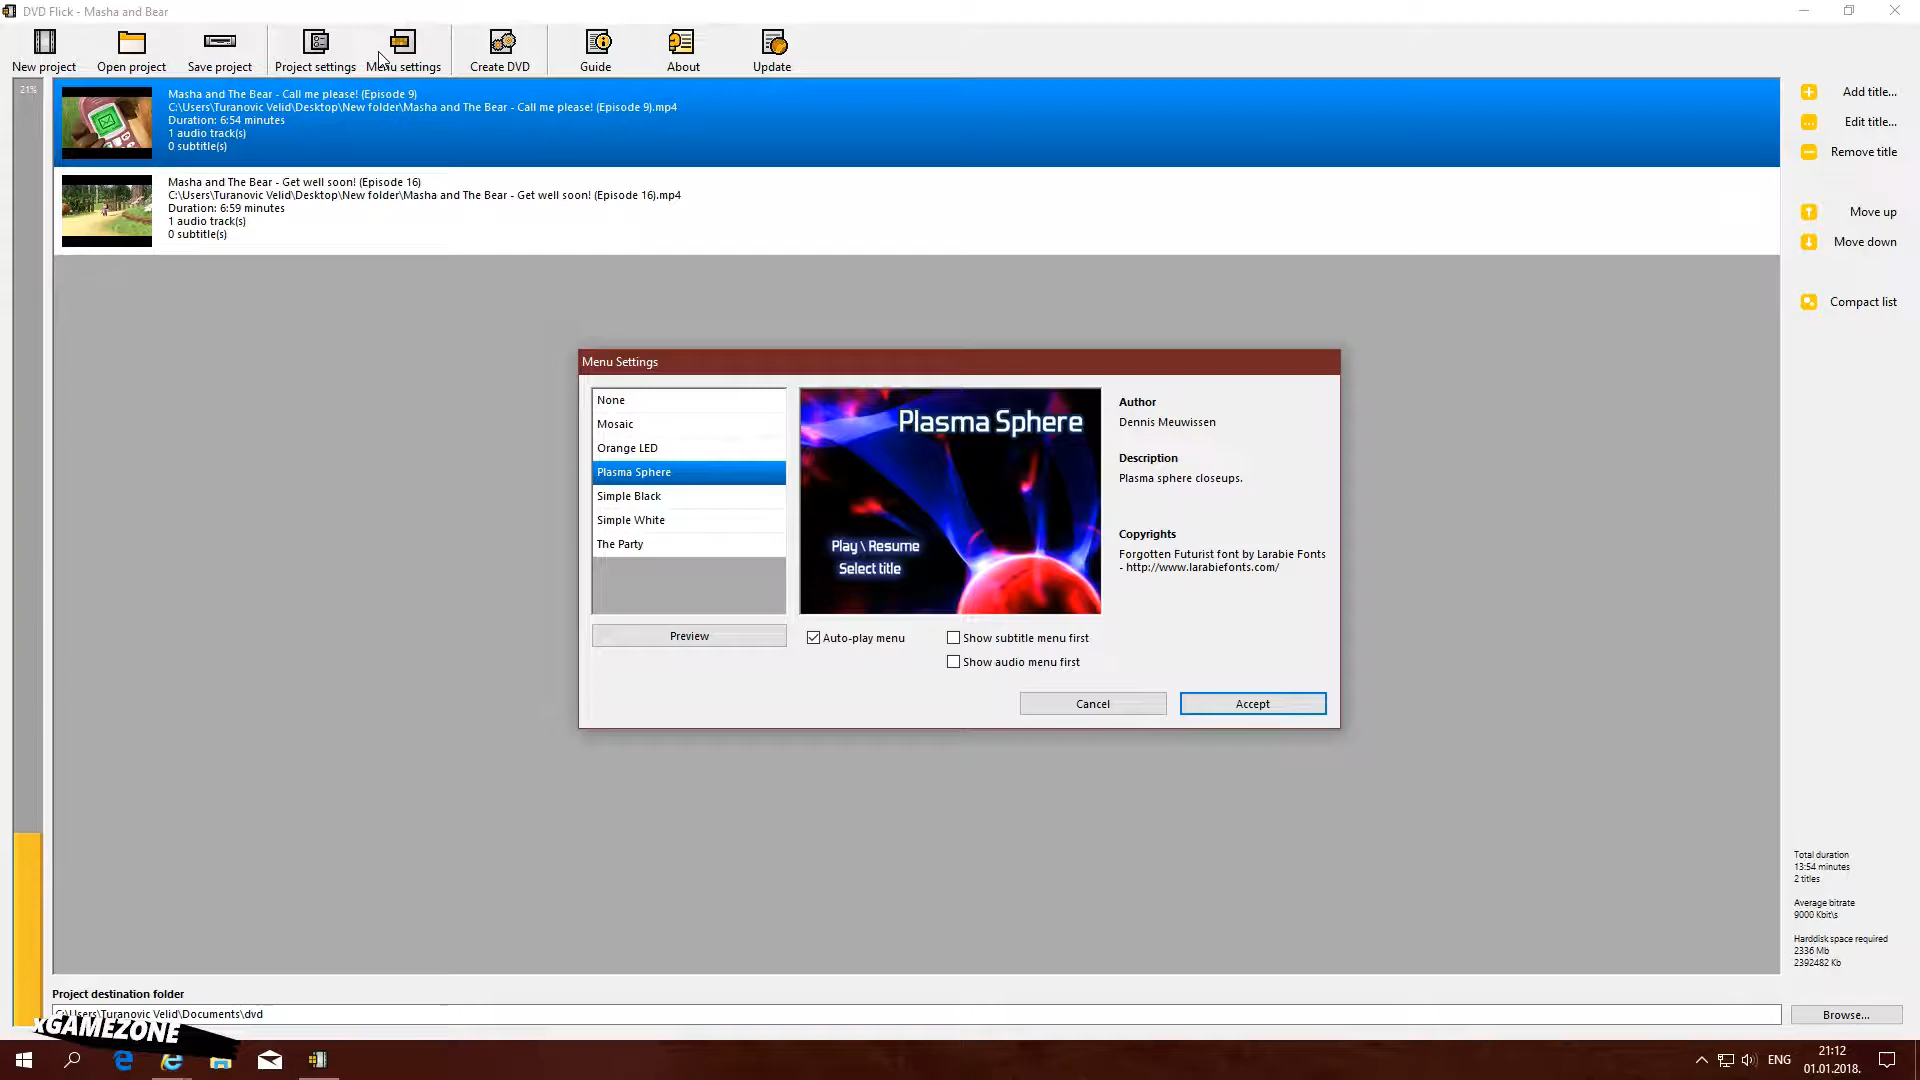 DVD Flick - Masha and Bear
New project
Open project
Save project
Project settings
Menu settings
Create DVD
Guide
About
Update
21%
Masha and The Bear - Call me please! (Episode 9)
C:\Users\Turanovic Velid\Desktop\New folder\Masha and The Bear - Call me please! (Episode 9).mp4
Duration: 6:54 minutes
1 audio track(s)
0 subtitle(s)
Masha and The Bear - Get well soon! (Episode 16)
C:\Users\Turanovic Velid\Desktop\New folder\Masha and The Bear - Get well soon! (Episode 16).mp4
Duration: 6:59 minutes
1 audio track(s)
0 subtitle(s)
Add title...
Edit title...
Remove title
Move up
Move down
Compact list
Menu Settings
None
Mosaic
Orange LED
Plasma Sphere
Simple Black
Simple White
The Party
Preview
Plasma Sphere
Play \ Resume
Select title
Author
Dennis Meuwissen
Description
Plasma sphere closeups.
Copyrights
Forgotten Futurist font by Larabie Fonts
- http://www.larabiefonts.com/
Auto-play menu
Show subtitle menu first
Show audio menu first
Cancel
Accept
Total duration
13:54 minutes
2 titles
Average bitrate
9000 Kbit\s
Harddisk space required
2336 Mb
2392482 Kb
Project destination folder
C:\Users\Turanovic Velid\Documents\dvd
Browse...
xGAMEZONE
ENG
21:12
01.01.2018.